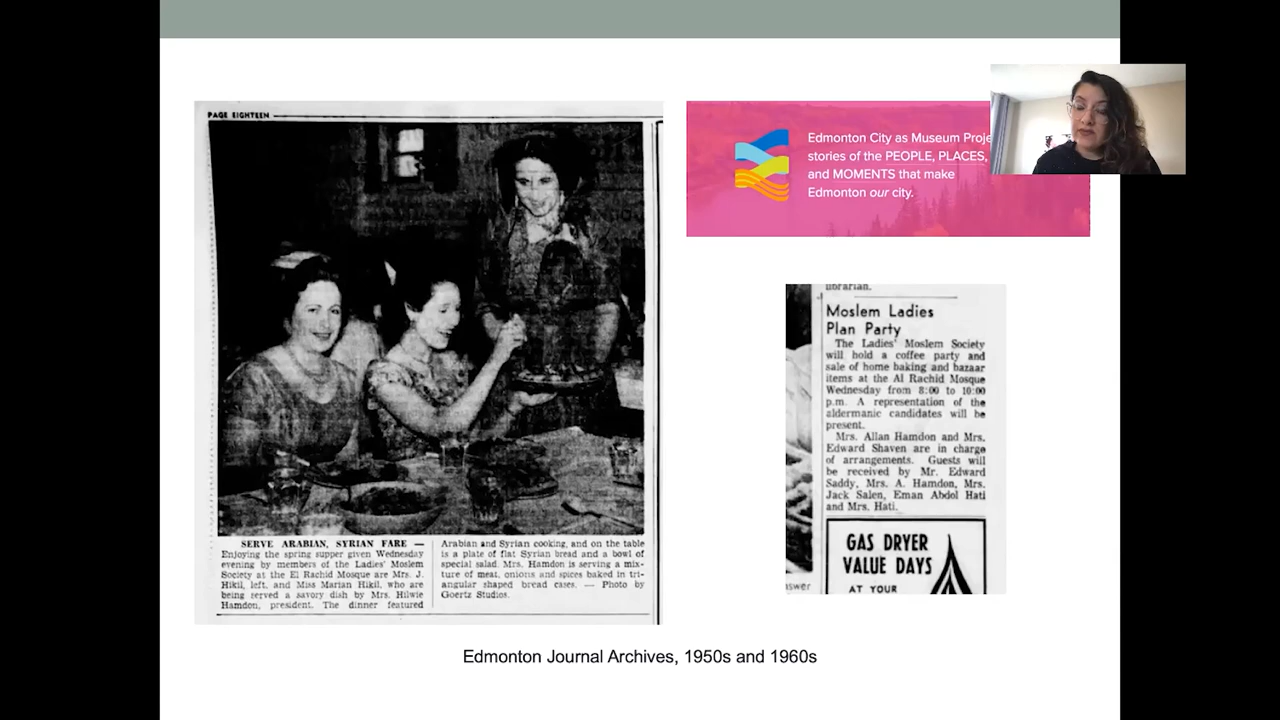 PAGE EIGHTEEN
SERVE ARABIAN, SYRIAN FARE —
Enjoying the spring supper given Wednesday
evening by members of the Ladies' Moslem
Society at the El Rachid Mosque are Mrs. J.
Hikil, left, and Miss Marian Hikil, who are
being served a savory dish by Mrs. Hilwie
Hamdon, president. The dinner featured
Arabian and Syrian cooking, and on the table
is a plate of flat Syrian bread and a bowl of
special salad. Mrs. Hamdon is serving a mix-
ture of meat, onions and spices baked in tri-
angular shaped bread cases. — Photo by
Goertz Studios.
Edmonton City as Museum Proje
stories of the PEOPLE, PLACES,
and MOMENTS that make
Edmonton our city.
librarian.
Moslem Ladies
Plan Party
The Ladies' Moslem Society
will hold a coffee party and
sale of home baking and bazaar
items at the Al Rachid Mosque
Wednesday from 8:00 to 10:00
p.m. A representation of the
aldermanic candidates will be
present.
Mrs. Allan Hamdon and Mrs.
Edward Shaven are in charge
of arrangements. Guests will
be received by Mr. Edward
Saddy, Mrs. A. Hamdon, Mrs.
Jack Salen, Eman Abdol Hati
and Mrs. Hati.
swer
GAS DRYER
VALUE DAYS
AT YOUR
Edmonton Journal Archives, 1950s and 1960s